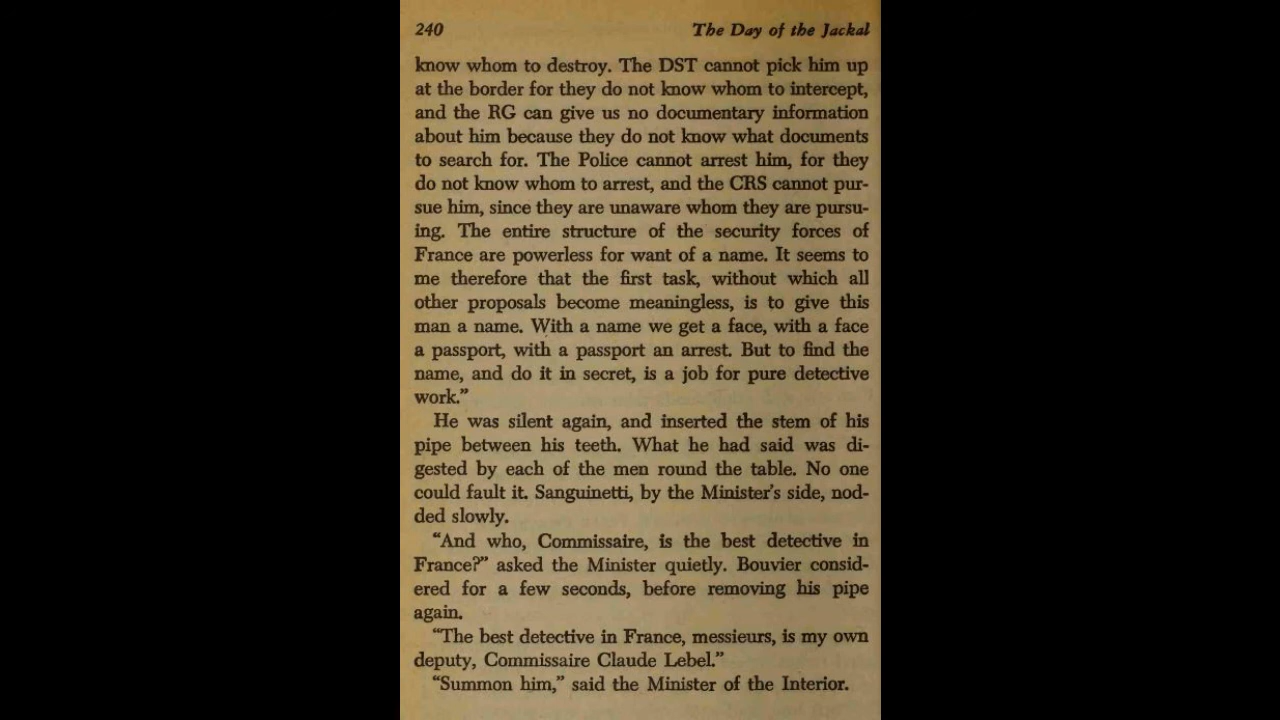 240
The Day of the Jackal
know whom to destroy. The DST cannot pick him up
at the border for they do not know whom to intercept,
and the RG can give us no documentary information
about him because they do not know what documents
to search for. The Police cannot arrest him, for they
do not know whom to arrest, and the CRS cannot pur-
sue him, since they are unaware whom they are pursu-
ing. The entire structure of the security forces of
France are powerless for want of a name. It seems to
me therefore that the first task, without which all
other proposals become meaningless, is to give this
man a name. With a name we get a face, with a face
a passport, with a passport an arrest. But to find the
name, and do it in secret, is a job for pure detective
work.”
He was silent again, and inserted the stem of his
pipe between his teeth. What he had said was di-
gested by each of the men round the table. No one
could fault it. Sanguinetti, by the Minister’s side, nod-
ded slowly.
“And who, Commissaire, is the best detective in
France?” asked the Minister quietly. Bouvier consid-
ered for a few seconds, before removing his pipe
again.
“The best detective in France, messieurs, is my own
deputy, Commissaire Claude Lebel.”
“Summon him,” said the Minister of the Interior.